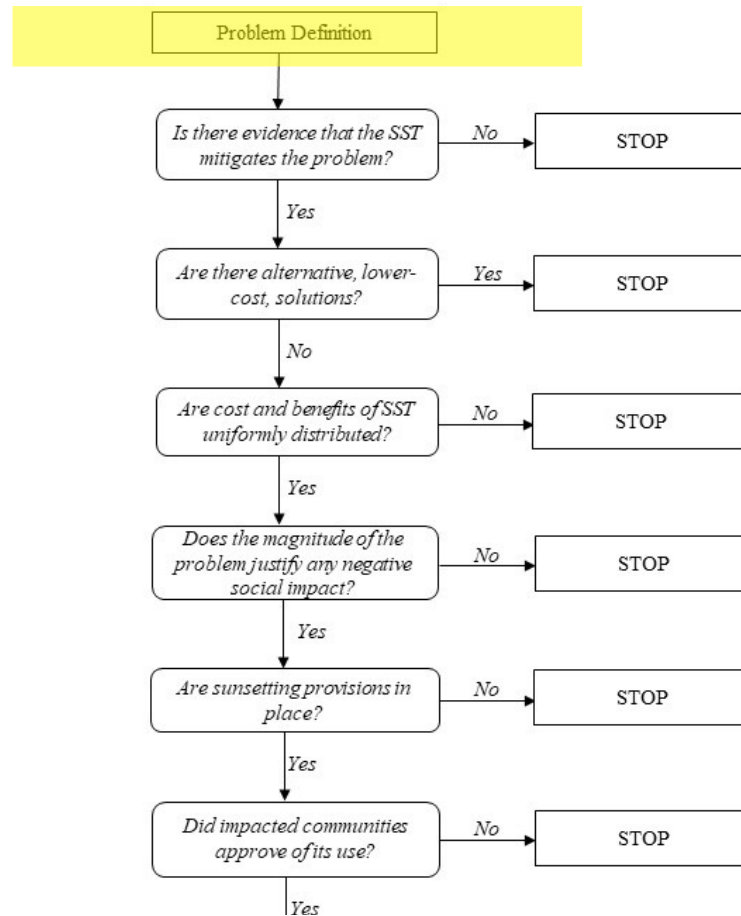 Problem Definition
Is there evidence that the SST
mitigates the problem?
No
STOP
Yes
Are there alternative, lower-
cost, solutions?
Yes
STOP
No
Are cost and benefits of SST
uniformly distributed?
No
STOP
Yes
Does the magnitude of the
problem justify any negative
social impact?
No
STOP
Yes
Are sunsetting provisions in
place?
No
STOP
Yes
Did impacted communities
approve of its use?
No
STOP
Yes